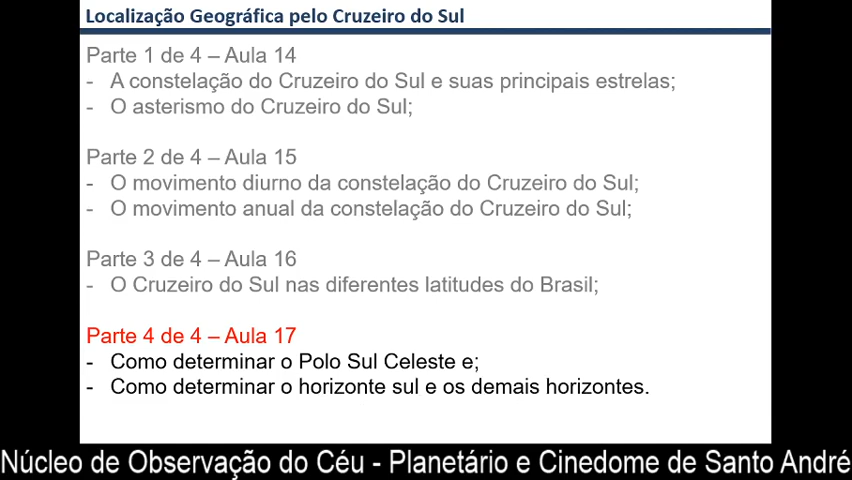 Localização Geográfica pelo Cruzeiro do Sul
Parte 1 de 4 – Aula 14
- A constelação do Cruzeiro do Sul e suas principais estrelas;
- O asterismo do Cruzeiro do Sul;
Parte 2 de 4 – Aula 15
- O movimento diurno da constelação do Cruzeiro do Sul;
- O movimento anual da constelação do Cruzeiro do Sul;
Parte 3 de 4 – Aula 16
- O Cruzeiro do Sul nas diferentes latitudes do Brasil;
Parte 4 de 4 – Aula 17
- Como determinar o Polo Sul Celeste e;
- Como determinar o horizonte sul e os demais horizontes.
Núcleo de Observação do Céu - Planetário e Cinedome de Santo André